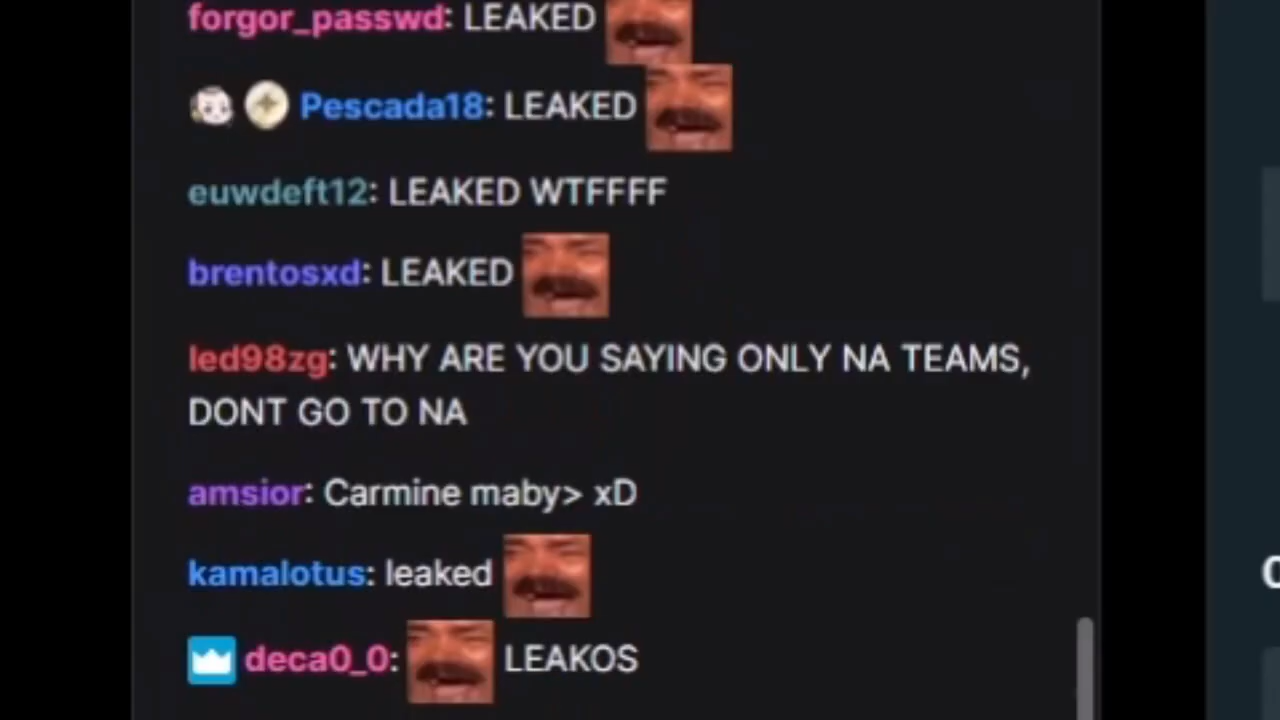 forgor_passwd: LEAKED
Pescada18: LEAKED
euwdeft12: LEAKED WTFFFF
brentosxd: LEAKED
led98zg: WHY ARE YOU SAYING ONLY NA TEAMS,
DONT GO TO NA
amsior: Carmine maby> xD
kamalotus: leaked
deca0_0: LEAKOS